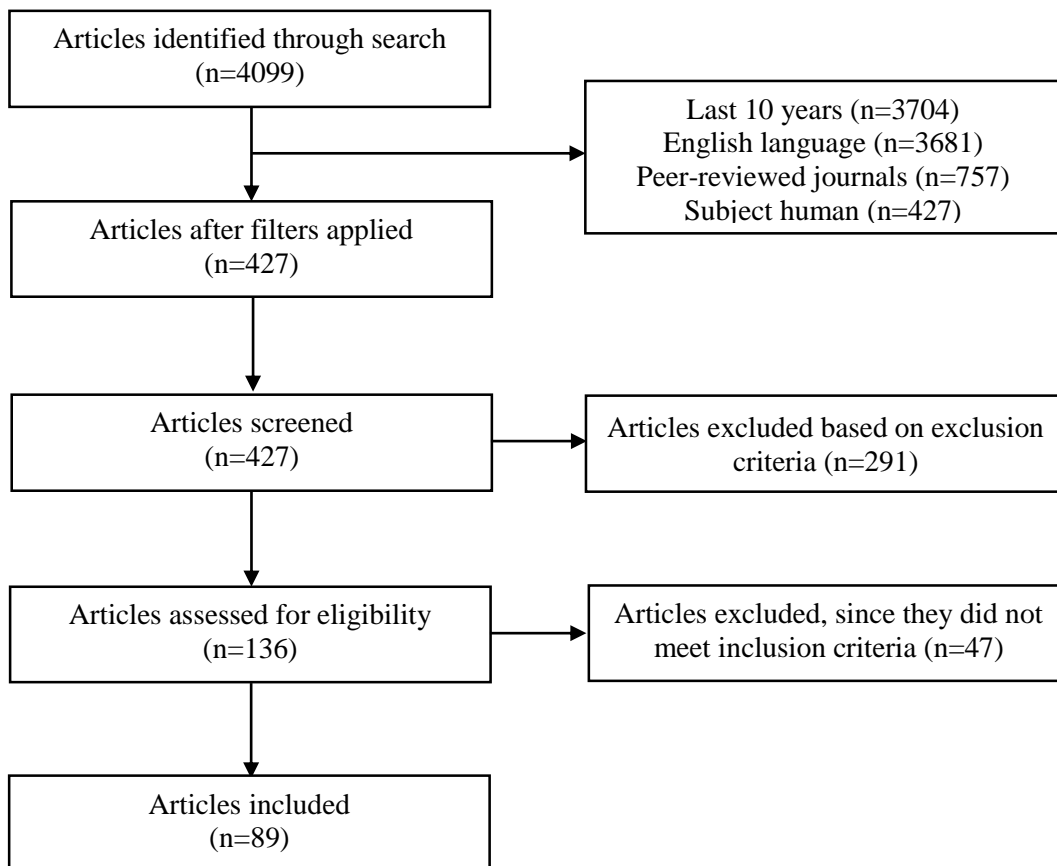 Articles identified through search
(n=4099)
Last 10 years (n=3704)
English language (n=3681)
Peer-reviewed journals (n=757)
Subject human (n=427)
Articles after filters applied
(n=427)
Articles screened
(n=427)
Articles excluded based on exclusion
criteria (n=291)
Articles assessed for eligibility
(n=136)
Articles excluded, since they did not
meet inclusion criteria (n=47)
Articles included
(n=89)